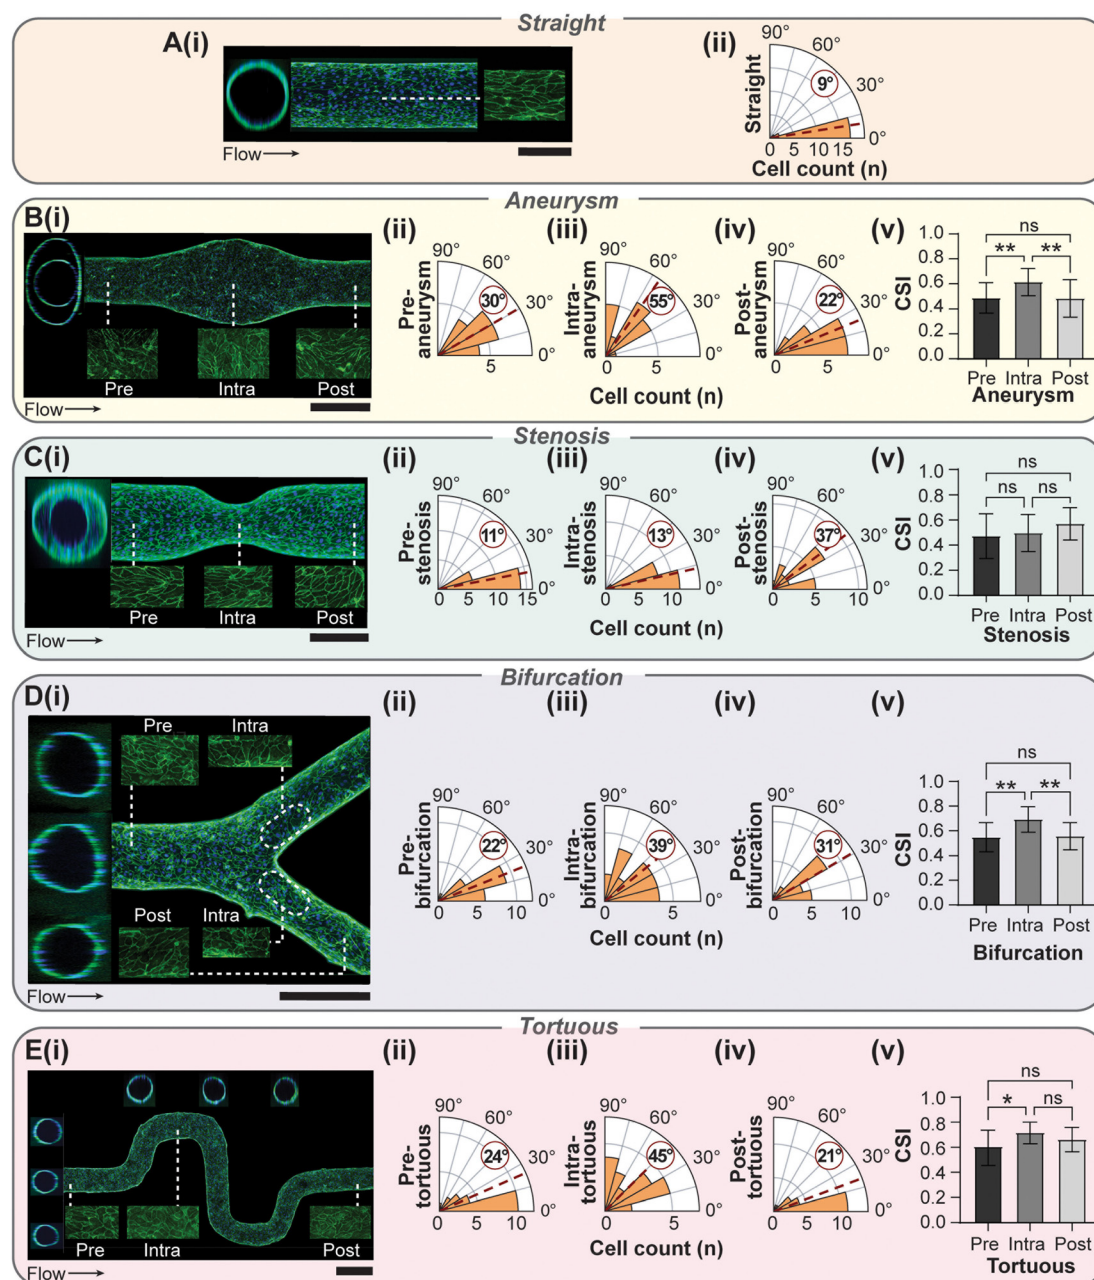 Straight
A(i)
Flow
(ii)
Straight
90°
60°
30°
0°
9°
0 5 10 15
Cell count (n)
Aneurysm
B(i)
Pre Intra Post
Flow
(ii)
Pre-
aneurysm
90°
60°
30°
0°
30°
0 5
(iii)
Intra-
aneurysm
90°
60°
30°
0°
55°
0 5
Cell count (n)
(iv)
Post-
aneurysm
90°
60°
30°
0°
22°
0 5
(v)
CSI
1.0
0.8
0.6
0.4
0.2
0.0
ns
** **
Pre Intra Post
Aneurysm
Stenosis
C(i)
Pre Intra Post
Flow
(ii)
Pre-
stenosis
90°
60°
30°
0°
11°
0 5 10 15
(iii)
Intra-
stenosis
90°
60°
30°
0°
13°
0 5 10
Cell count (n)
(iv)
Post-
stenosis
90°
60°
30°
0°
37°
0 5 10
(v)
CSI
1.0
0.8
0.6
0.4
0.2
0.0
ns
ns ns
Pre Intra Post
Stenosis
Bifurcation
D(i)
Pre Intra
Post Intra
Flow
(ii)
Pre-
bifurcation
90°
60°
30°
0°
22°
0 5 10
(iii)
Intra-
bifurcation
90°
60°
30°
0°
39°
0 5
Cell count (n)
(iv)
Post-
bifurcation
90°
60°
30°
0°
31°
0 5 10
(v)
CSI
1.0
0.8
0.6
0.4
0.2
0.0
ns
** **
Pre Intra Post
Bifurcation
Tortuous
E(i)
Pre Intra Post
Flow
(ii)
Pre-
tortuous
90°
60°
30°
0°
24°
0 5 10
(iii)
Intra-
tortuous
90°
60°
30°
0°
45°
0 5
Cell count (n)
(iv)
Post-
tortuous
90°
60°
30°
0°
21°
0 5 10
(v)
CSI
1.0
0.8
0.6
0.4
0.2
0.0
ns
* ns
Pre Intra Post
Tortuous